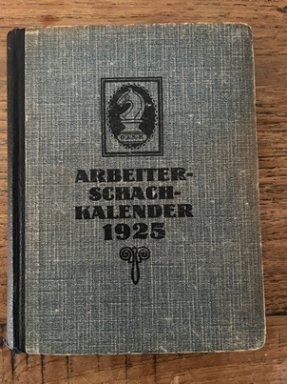 ARBEITER-
SCHACH-
KALENDER
1925